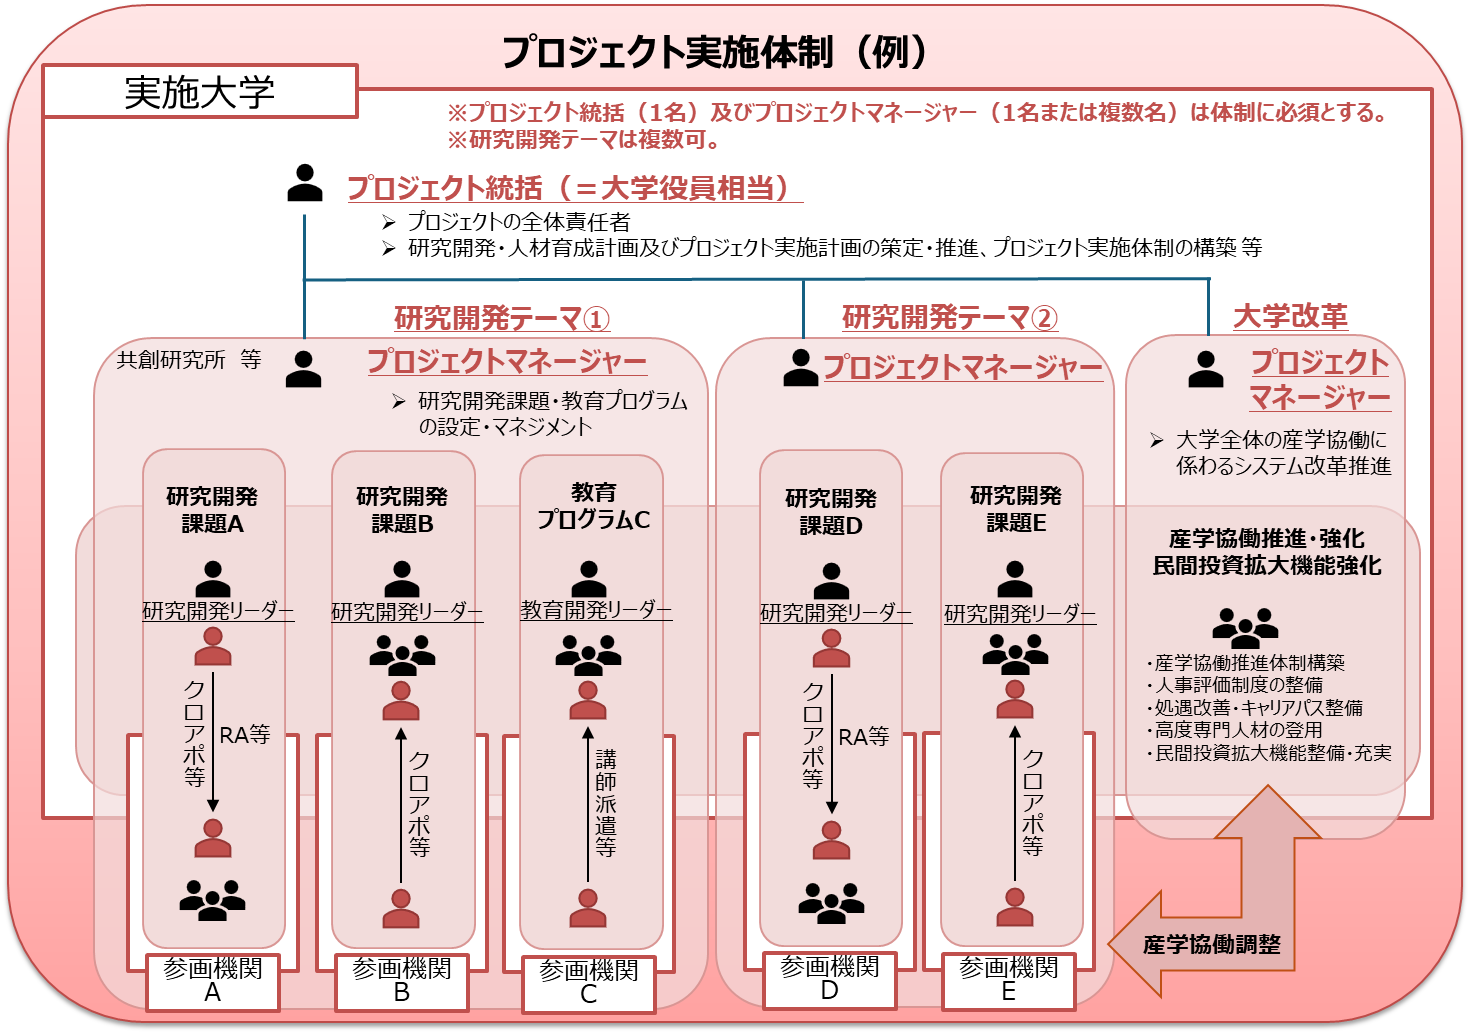 プロジェクト実施体制（例）
実施大学
※プロジェクト統括（1名）及びプロジェクトマネージャー（1名または複数名）は体制に必須とする。
※研究開発テーマは複数可。
プロジェクト統括（＝大学役員相当）
➢ プロジェクトの全体責任者
➢ 研究開発・人材育成計画及びプロジェクト実施計画の策定・推進、プロジェクト実施体制の構築 等
研究開発テーマ①
共創研究所　等
プロジェクトマネージャー
➢ 研究開発課題・教育プログラム
の設定・マネジメント
研究開発テーマ②
プロジェクトマネージャー
大学改革
プロジェクト
マネージャー
➢ 大学全体の産学協働に
係わるシステム改革推進
研究開発
課題A
研究開発リーダー
クロアポ等
RA等
参画機関
A
研究開発
課題B
研究開発リーダー
クロアポ等
参画機関
B
教育
プログラムC
教育開発リーダー
講師派遣等
参画機関
C
研究開発
課題D
研究開発リーダー
クロアポ等
RA等
参画機関
D
研究開発
課題E
研究開発リーダー
クロアポ等
参画機関
E
産学協働推進・強化
民間投資拡大機能強化
・産学協働推進体制構築
・人事評価制度の整備
・処遇改善・キャリアパス整備
・高度専門人材の登用
・民間投資拡大機能整備・充実
産学協働調整